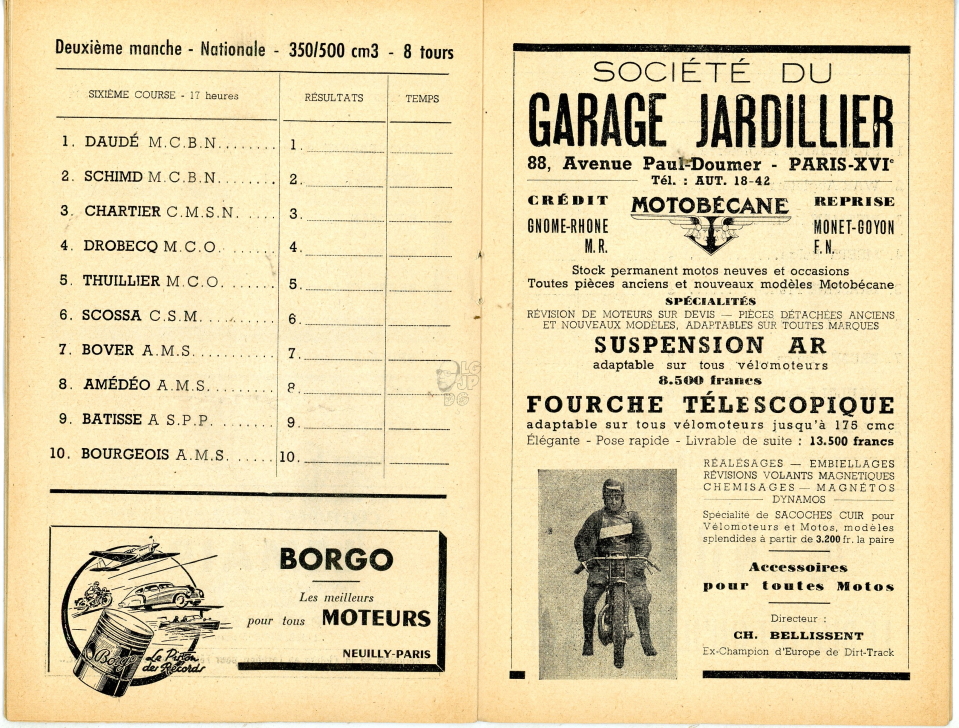 Deuxième manche - Nationale - 350/500 cm3 - 8 tours
SIXIÈME COURSE - 17 heures RÉSULTATS TEMPS
1. DAUDÉ M.C.B.N........ 1.
2. SCHIMD M.C.B.N........ 2.
3. CHARTIER C.M.S.N..... 3.
4. DROBECQ M.C.O........ 4.
5. THUILLIER M.C.O....... 5.
6. SCOSSA C.S.M......... 6.
7. BOVER A.M.S.......... 7.
8. AMÉDÉO A.M.S......... 8.
9. BATISSE A S.P.P........ 9.
10. BOURGEOIS A.M.S...... 10.
BORGO
Les meilleurs
pour tous MOTEURS
NEUILLY-PARIS
Borgo
Le Piston
des Records
SOCIÉTÉ DU
GARAGE JARDILLIER
88, Avenue Paul-Doumer - PARIS-XVIe
Tél. : AUT. 18-42
CRÉDIT MOTOBÉCANE REPRISE
GNOME-RHONE MONET-GOYON
M.R. F.N.
Stock permanent motos neuves et occasions
Toutes pièces anciens et nouveaux modèles Motobécane
SPÉCIALITÉS
RÉVISION DE MOTEURS SUR DEVIS — PIÈCES DÉTACHÉES ANCIENS
ET NOUVEAUX MODÈLES, ADAPTABLES SUR TOUTES MARQUES
SUSPENSION AR
adaptable sur tous vélomoteurs
8.500 francs
FOURCHE TÉLESCOPIQUE
adaptable sur tous vélomoteurs jusqu'à 175 cmc
Élégante - Pose rapide - Livrable de suite : 13.500 francs
RÉALÉSAGES — EMBIELLAGES
RÉVISIONS VOLANTS MAGNETIQUES
CHEMISAGES — MAGNÉTOS
DYNAMOS
Spécialité de SACOCHES CUIR pour
Vélomoteurs et Motos, modèles
splendides à partir de 3.200 fr. la paire
Accessoires
pour toutes Motos
Directeur :
CH. BELLISSENT
Ex-Champion d'Europe de Dirt-Track
LG
JP
BG